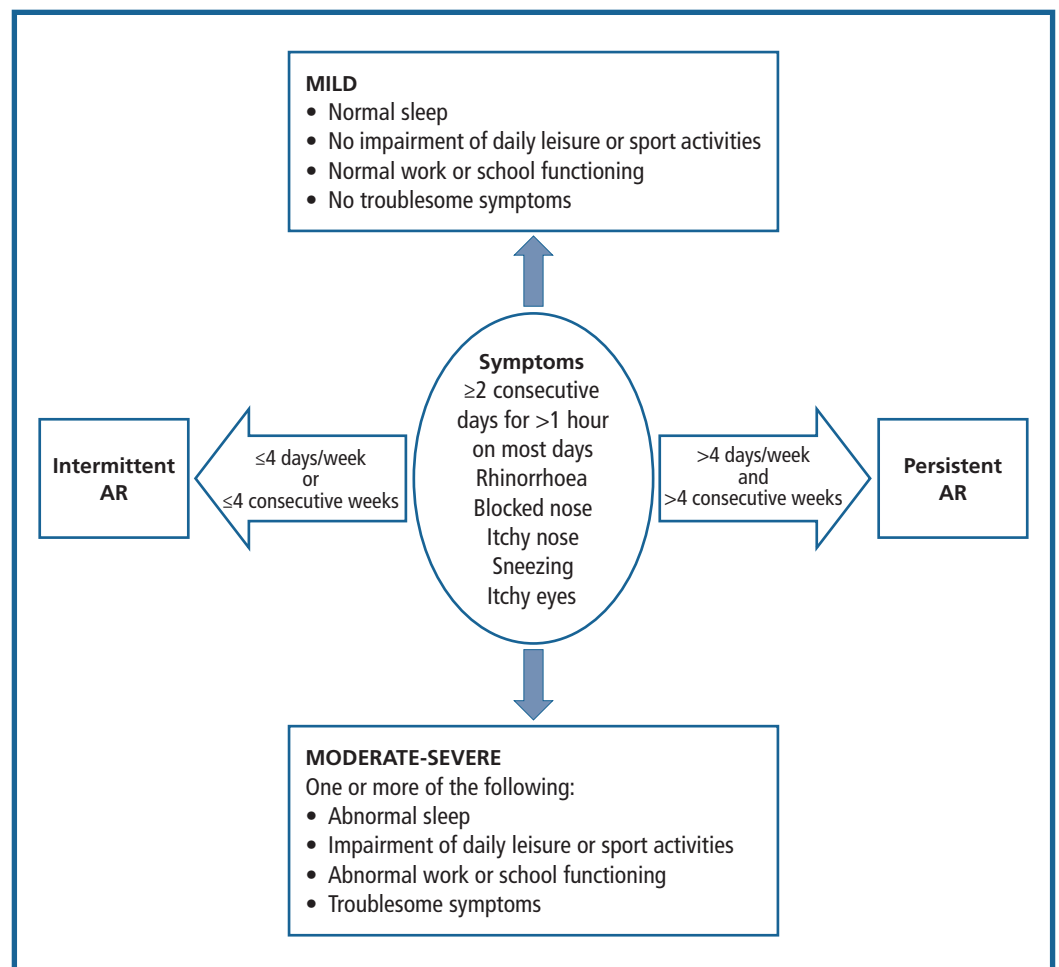 MILD
• Normal sleep
• No impairment of daily leisure or sport activities
• Normal work or school functioning
• No troublesome symptoms
Symptoms
≥2 consecutive
days for >1 hour
on most days
Rhinorrhoea
Blocked nose
Itchy nose
Sneezing
Itchy eyes
Intermittent
AR
≤4 days/week
or
≤4 consecutive weeks
>4 days/week
and
>4 consecutive weeks
Persistent
AR
MODERATE-SEVERE
One or more of the following:
• Abnormal sleep
• Impairment of daily leisure or sport activities
• Abnormal work or school functioning
• Troublesome symptoms